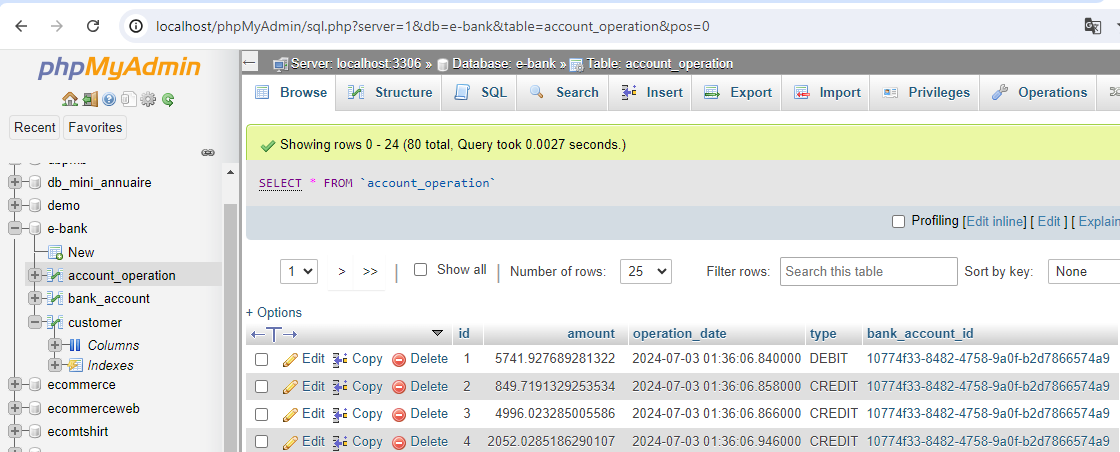 localhost/phpMyAdmin/sql.php?server=1&db=e-bank&table=account_operation&pos=0
phpMyAdmin
Server: localhost:3306 » Database: e-bank » Table: account_operation
Browse Structure SQL Search Insert Export Import Privileges Operations
Recent Favorites
Showing rows 0 - 24 (80 total, Query took 0.0027 seconds.)
SELECT * FROM `account_operation`
db_mini_annuaire
demo
e-bank
New
account_operation
bank_account
customer
Columns
Indexes
ecommerce
ecommerceweb
ecomtshirt
Profiling [Edit inline] [ Edit ] [ Explain
1 > >> Show all Number of rows: 25 Filter rows: Search this table Sort by key: None
+ Options
id amount operation_date type bank_account_id
Edit Copy Delete 1 5741.927689281322 2024-07-03 01:36:06.840000 DEBIT 10774f33-8482-4758-9a0f-b2d7866574a9
Edit Copy Delete 2 849.7191329253534 2024-07-03 01:36:06.858000 CREDIT 10774f33-8482-4758-9a0f-b2d7866574a9
Edit Copy Delete 3 4996.023285005586 2024-07-03 01:36:06.866000 CREDIT 10774f33-8482-4758-9a0f-b2d7866574a9
Edit Copy Delete 4 2052.0285186290107 2024-07-03 01:36:06.946000 CREDIT 10774f33-8482-4758-9a0f-b2d7866574a9